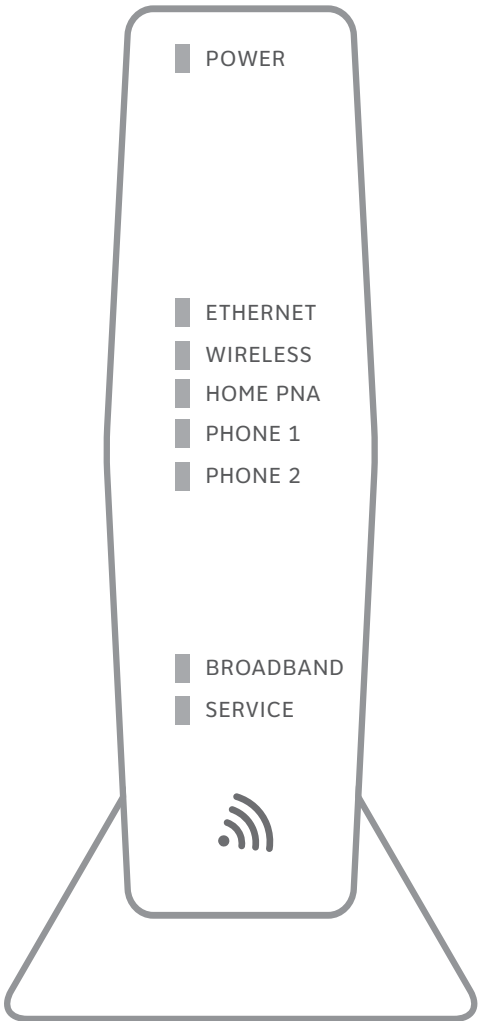 POWER
ETHERNET
WIRELESS
HOME PNA
PHONE 1
PHONE 2
BROADBAND
SERVICE